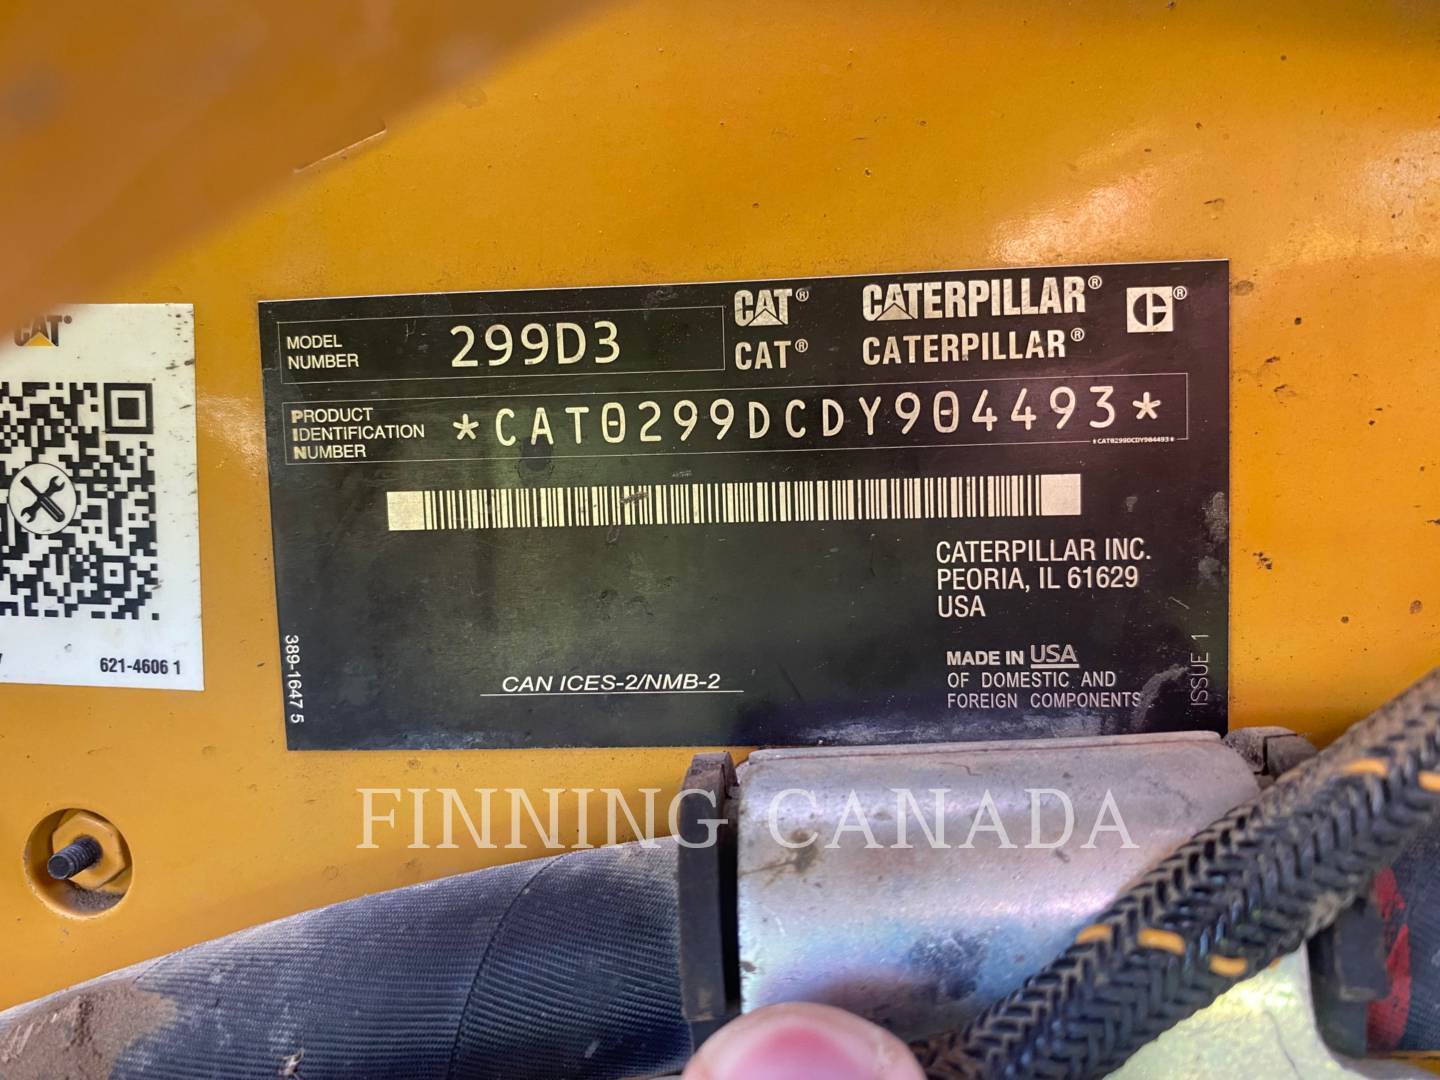 CAT
621-4606 1
MODEL NUMBER 299D3
CAT® CATERPILLAR® ®
CAT® CATERPILLAR®
PRODUCT IDENTIFICATION NUMBER *CAT0299DCDY904493*
*CAT0299DCDY904493*
CATERPILLAR INC.
PEORIA, IL 61629
USA
MADE IN USA
OF DOMESTIC AND
FOREIGN COMPONENTS
CAN ICES-2/NMB-2
389-1647 5
ISSUE 1
FINNING CANADA